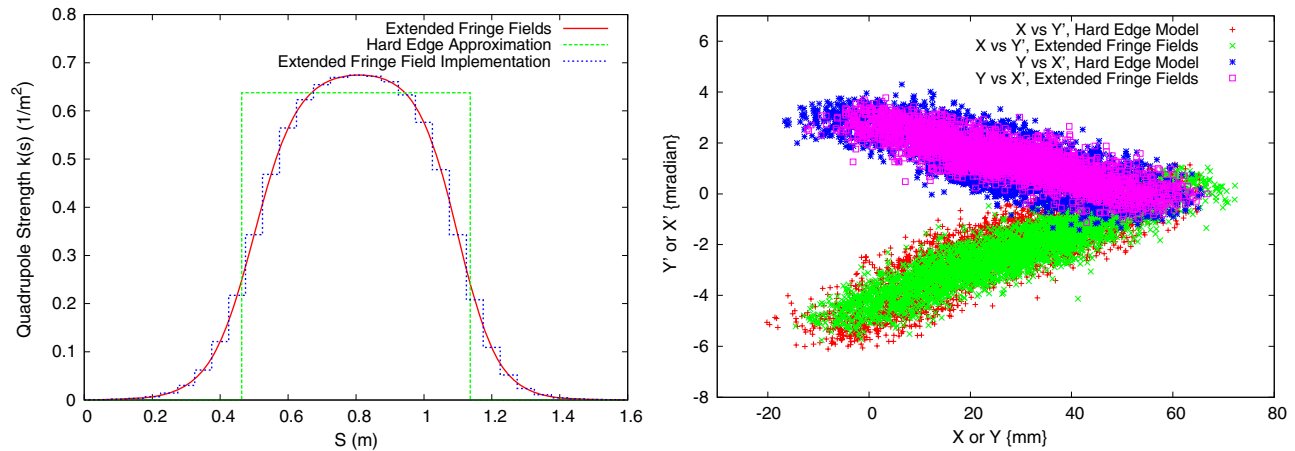 Extended Fringe Fields
Hard Edge Approximation
Extended Fringe Field Implementation
Quadrupole Strength k(s) (1/m²)
0.8
0.7
0.6
0.5
0.4
0.3
0.2
0.1
0
0 0.2 0.4 0.6 0.8 1 1.2 1.4 1.6
S (m)
X vs Y', Hard Edge Model
X vs Y', Extended Fringe Fields
Y vs X', Hard Edge Model
Y vs X', Extended Fringe Fields
Y' or X' {mradian}
6
4
2
0
-2
-4
-6
-8
-20 0 20 40 60 80
X or Y {mm}